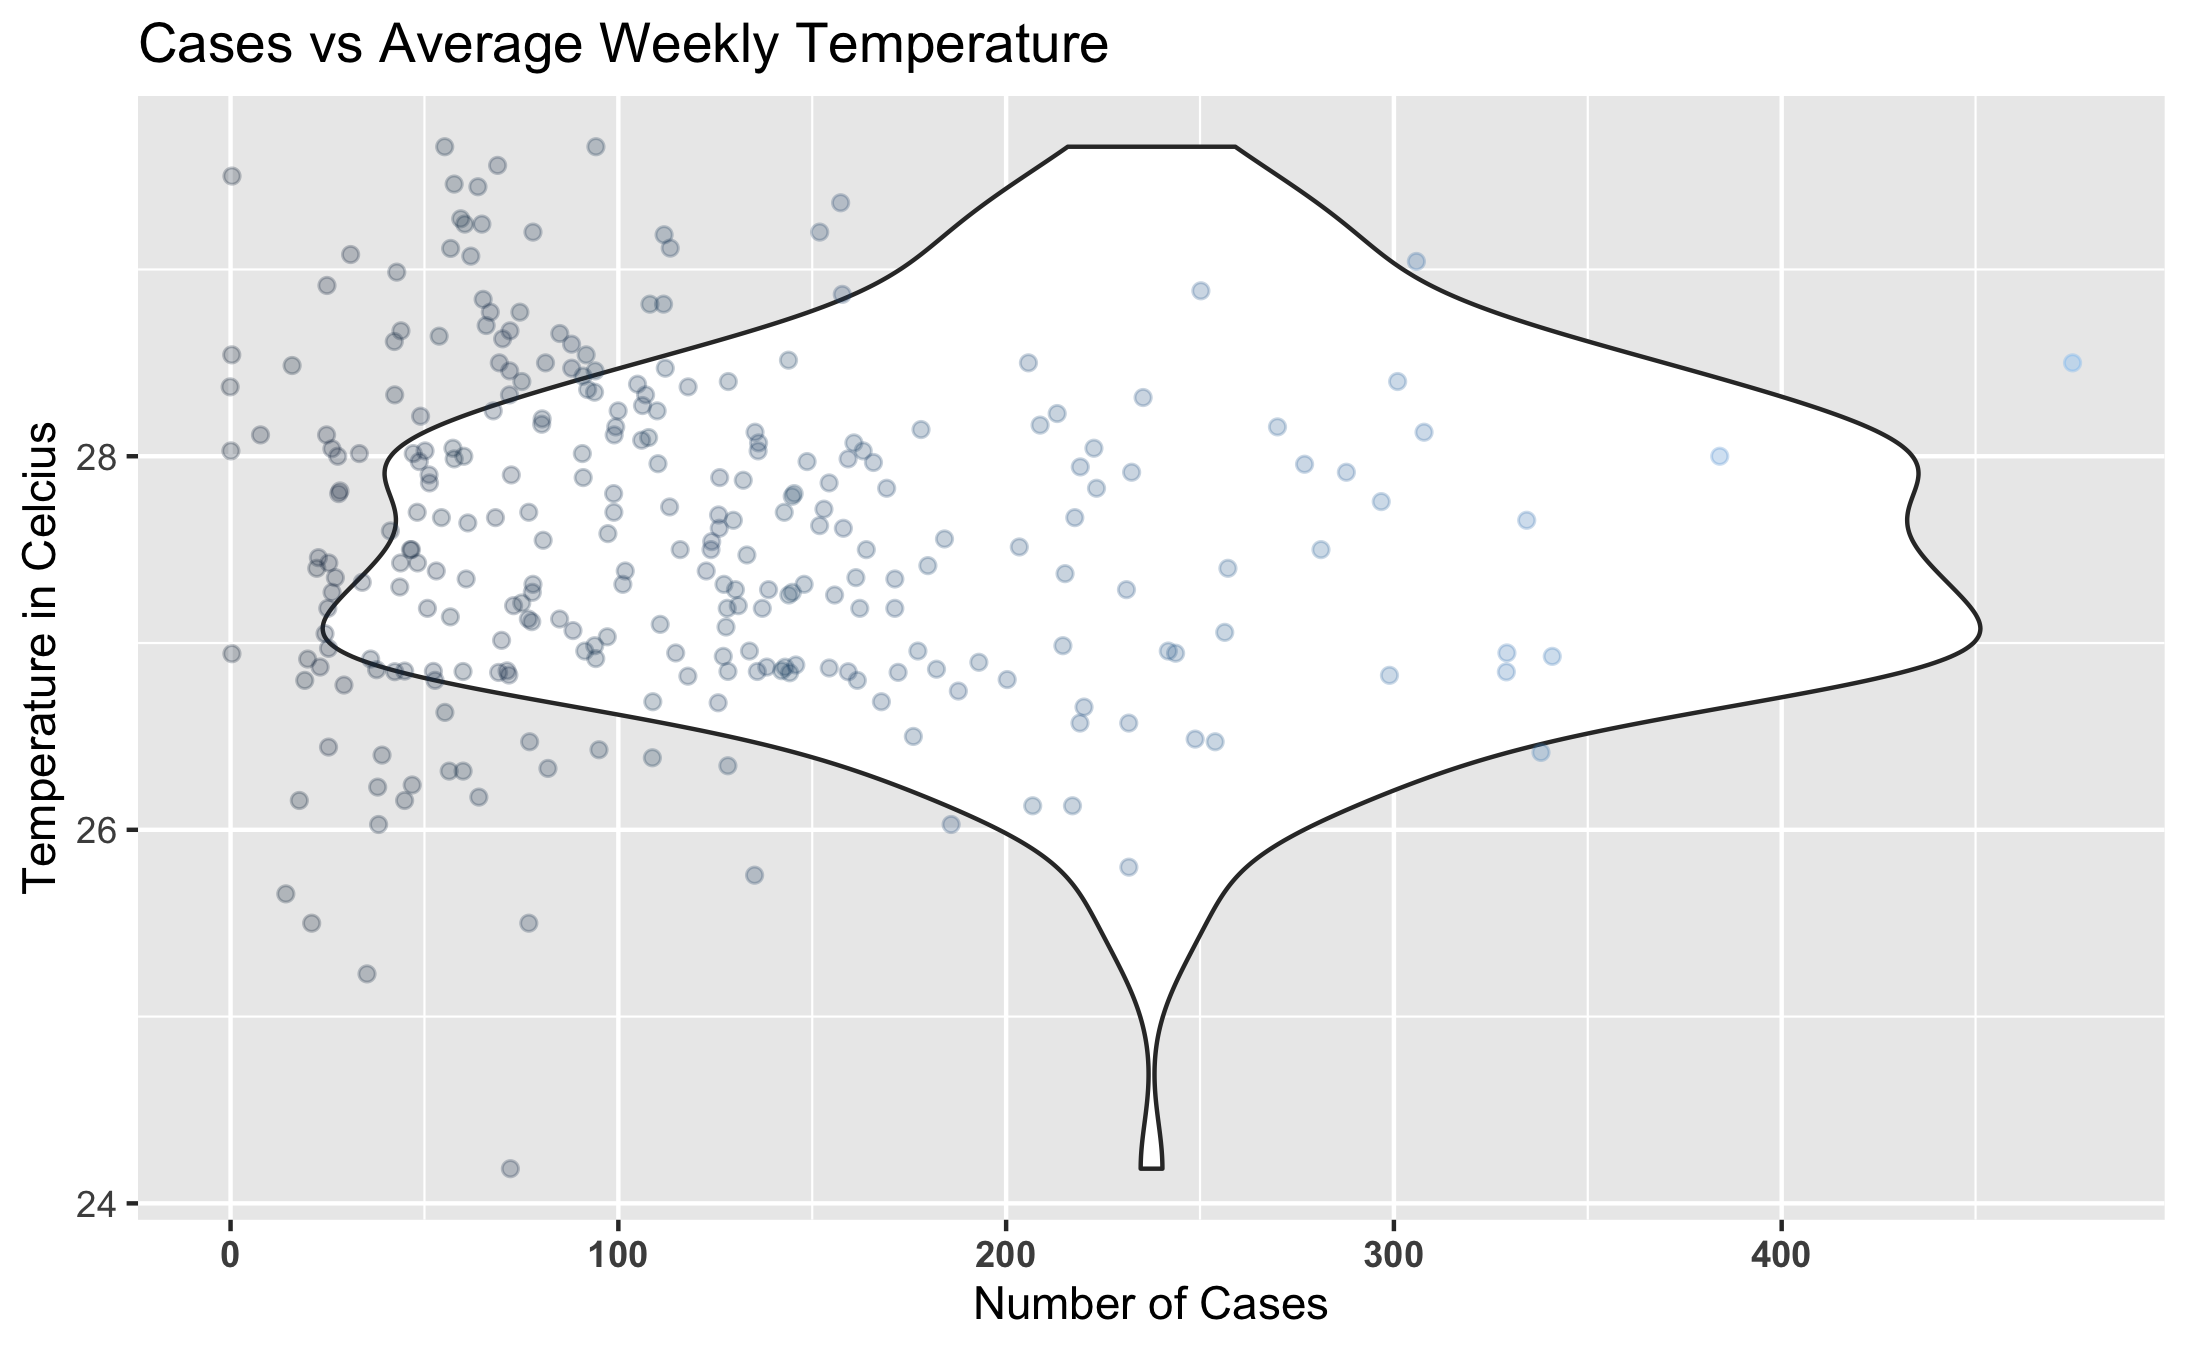 Cases vs Average Weekly Temperature
Temperature in Celcius
28
26
24
0 100 200 300 400
Number of Cases